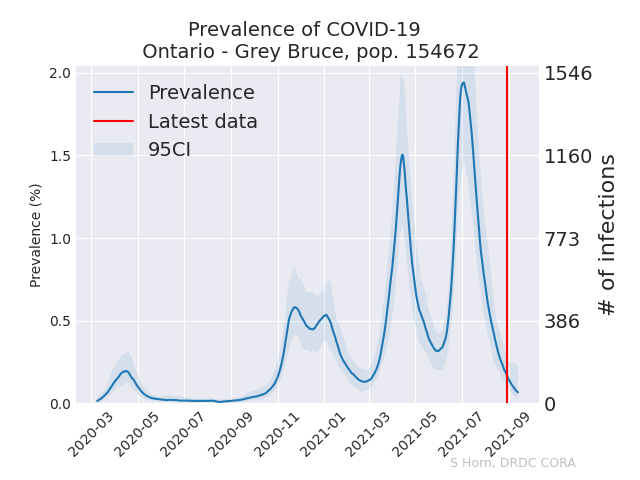 Prevalence of COVID-19
Ontario - Grey Bruce, pop. 154672
Prevalence
Latest data
95CI
Prevalence (%)
2.0
1.5
1.0
0.5
0.0
1546
1160
773
386
0
# of infections
2020-03
2020-05
2020-07
2020-09
2020-11
2021-01
2021-03
2021-05
2021-07
2021-09
S Horn, DRDC CORA